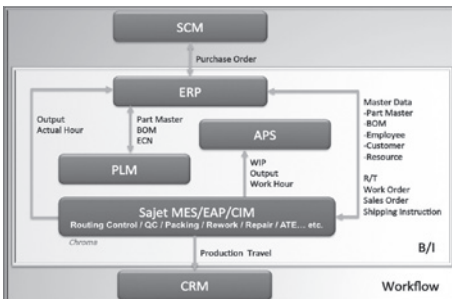 SCM
Purchase Order
ERP
Output
Actual Hour
Part Master
BOM
ECN
APS
Master Data
-Part Master
-BOM
-Employee
-Customer
-Resource
PLM
WIP
Output
Work Hour
R/T
Work Order
Sales Order
Shipping Instruction
Sajet MES/EAP/CIM
Routing Control / QC / Packing / Rework / Repair / ATE... etc.
Chroma
Production Travel
B/I
CRM
Workflow